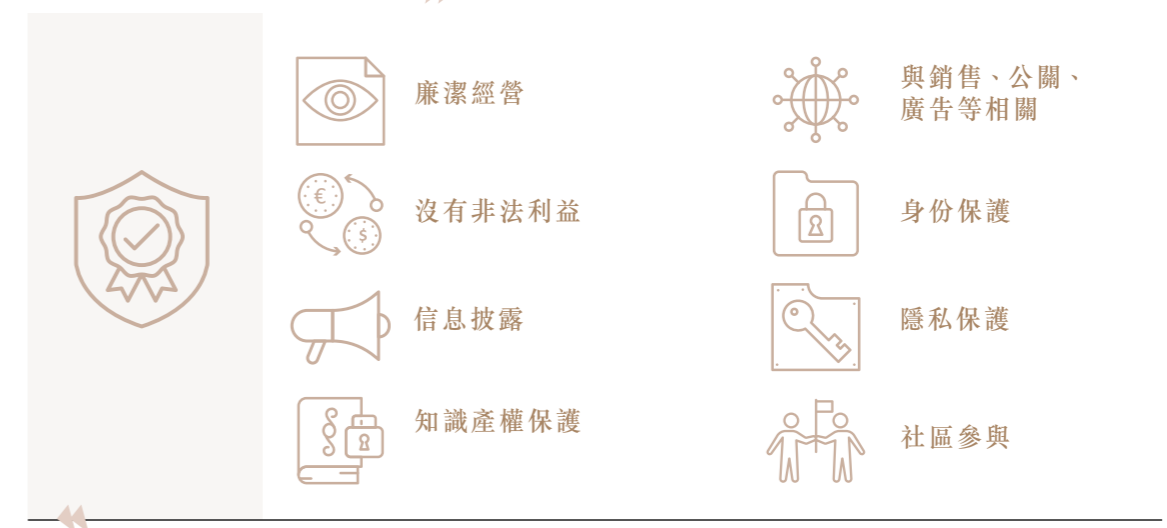 廉潔經營
沒有非法利益
信息披露
知識產權保護
與銷售、公關、
廣告等相關
身份保護
隱私保護
社區參與